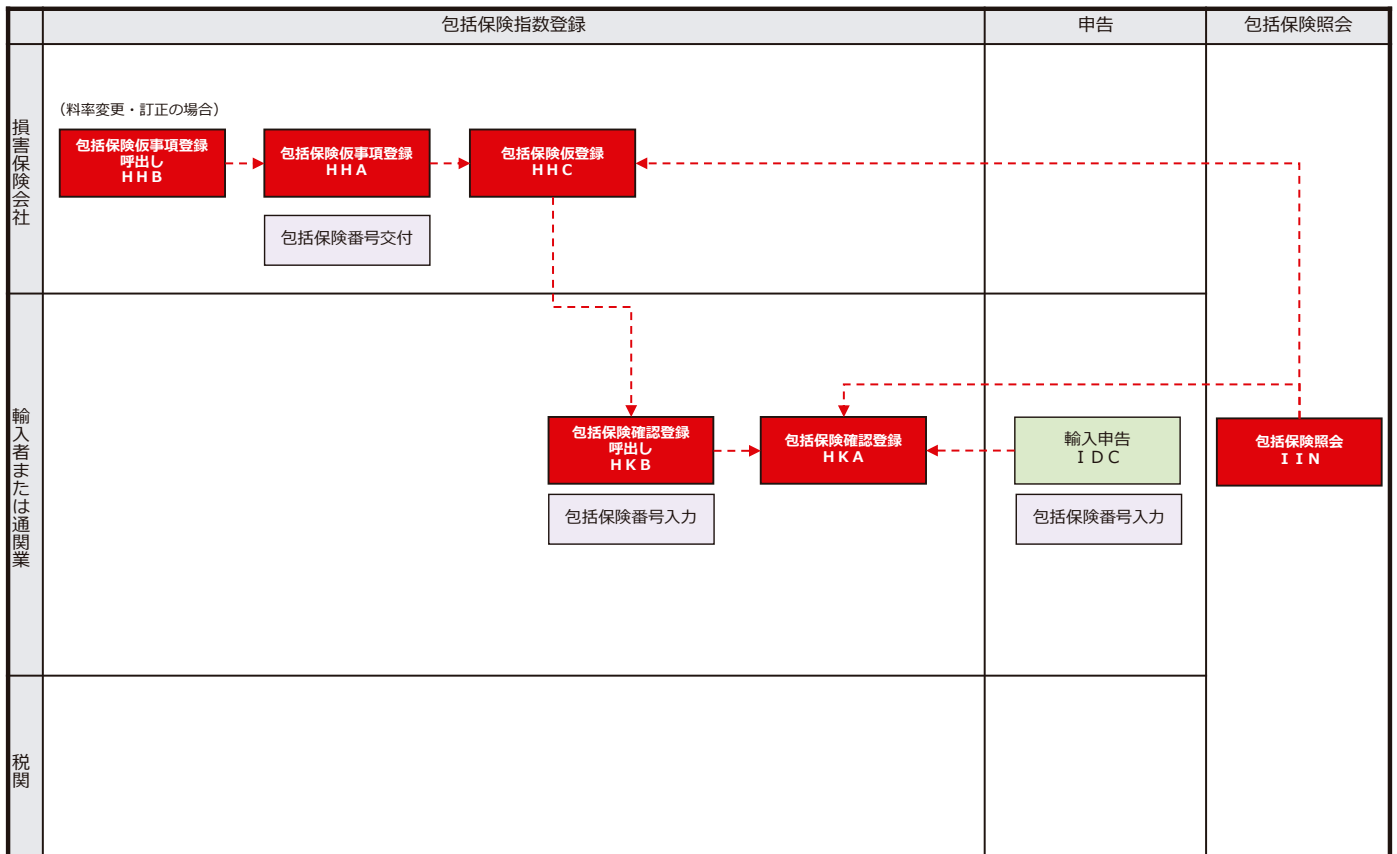 包括保険指数登録
申告
包括保険照会
損害保険会社
(料率変更・訂正の場合)
包括保険仮事項登録
呼出し
HHB
包括保険仮事項登録
HHA
包括保険仮登録
HHC
包括保険番号交付
輸入者または通関業
包括保険確認登録
呼出し
HKB
包括保険確認登録
HKA
輸入申告
IDC
包括保険照会
IIN
包括保険番号入力
包括保険番号入力
税関